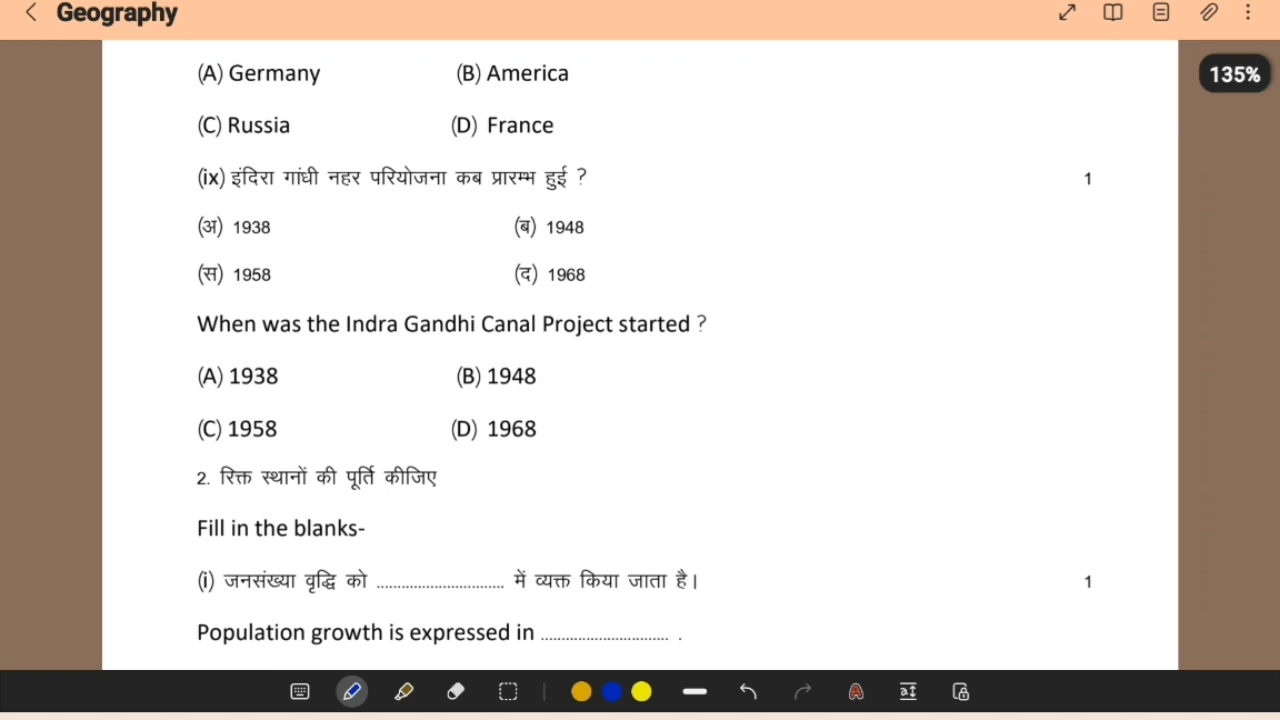 Geography
135%
(A) Germany (B) America
(C) Russia (D) France
(ix) इंदिरा गांधी नहर परियोजना कब प्रारम्भ हुई ? 1
(अ) 1938 (ब) 1948
(स) 1958 (द) 1968
When was the Indra Gandhi Canal Project started ?
(A) 1938 (B) 1948
(C) 1958 (D) 1968
2. रिक्त स्थानों की पूर्ति कीजिए
Fill in the blanks-
(i) जनसंख्या वृद्धि को ............................... में व्यक्त किया जाता है। 1
Population growth is expressed in ............................... .